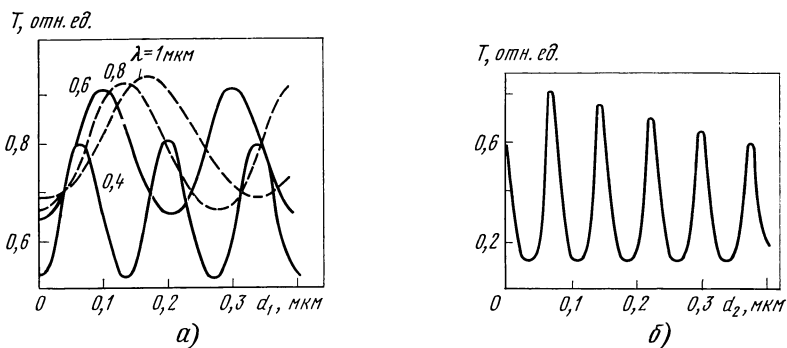 T, отн. ед.
λ=1мкм
0,6
0,8
0,4
0,8
0,6
0
0,1
0,2
0,3
d₁, мкм
а)
T, отн. ед.
0,6
0,2
0
0,1
0,2
0,3
d₂, мкм
б)